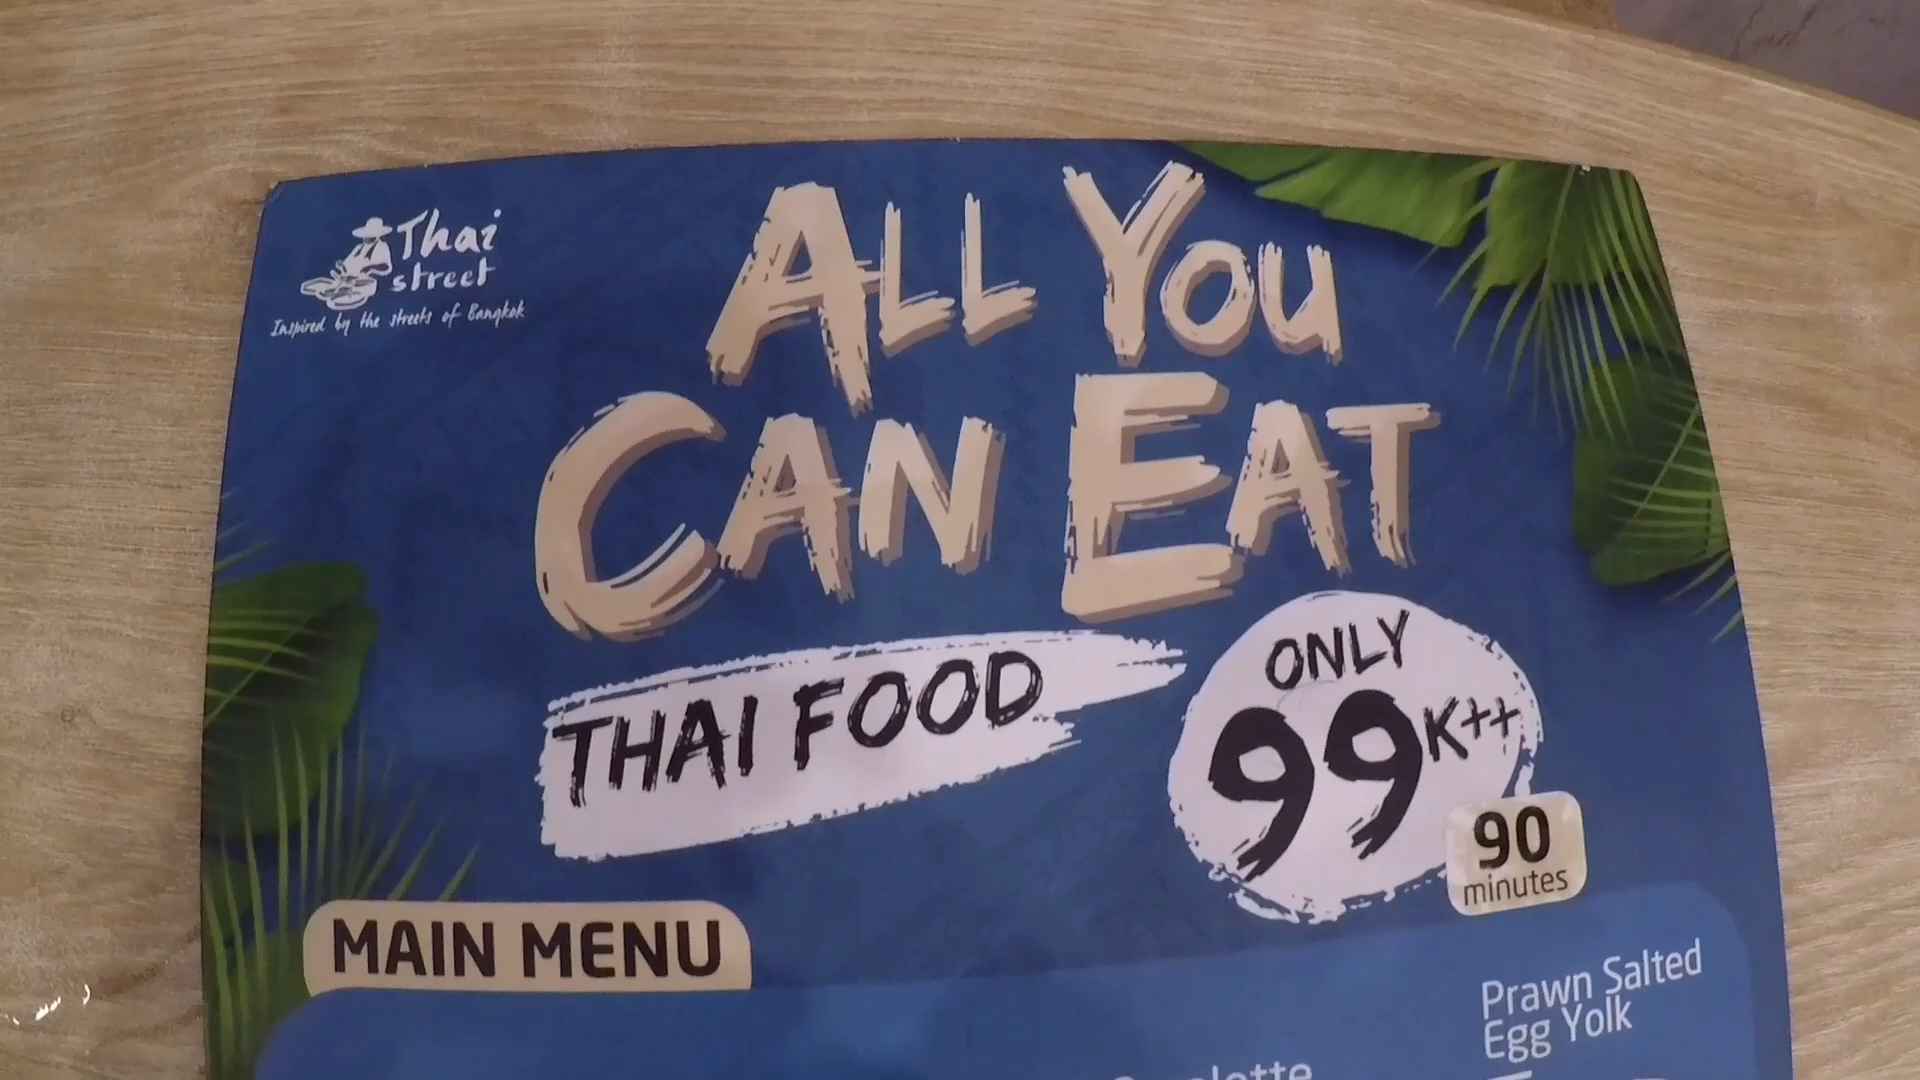 Thai
street
Inspired by the streets of Bangkok
ALL YOU
CAN EAT
THAI FOOD
ONLY
99K++
90
minutes
MAIN MENU
Prawn Salted
Egg Yolk